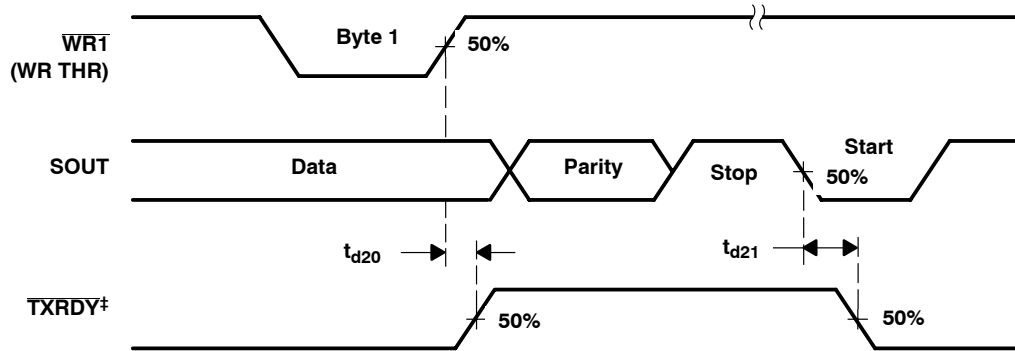 WR1
(WR THR)
Byte 1
50%
SOUT
Data
Parity
Stop
Start
50%
td20
td21
TXRDY‡
50%
50%